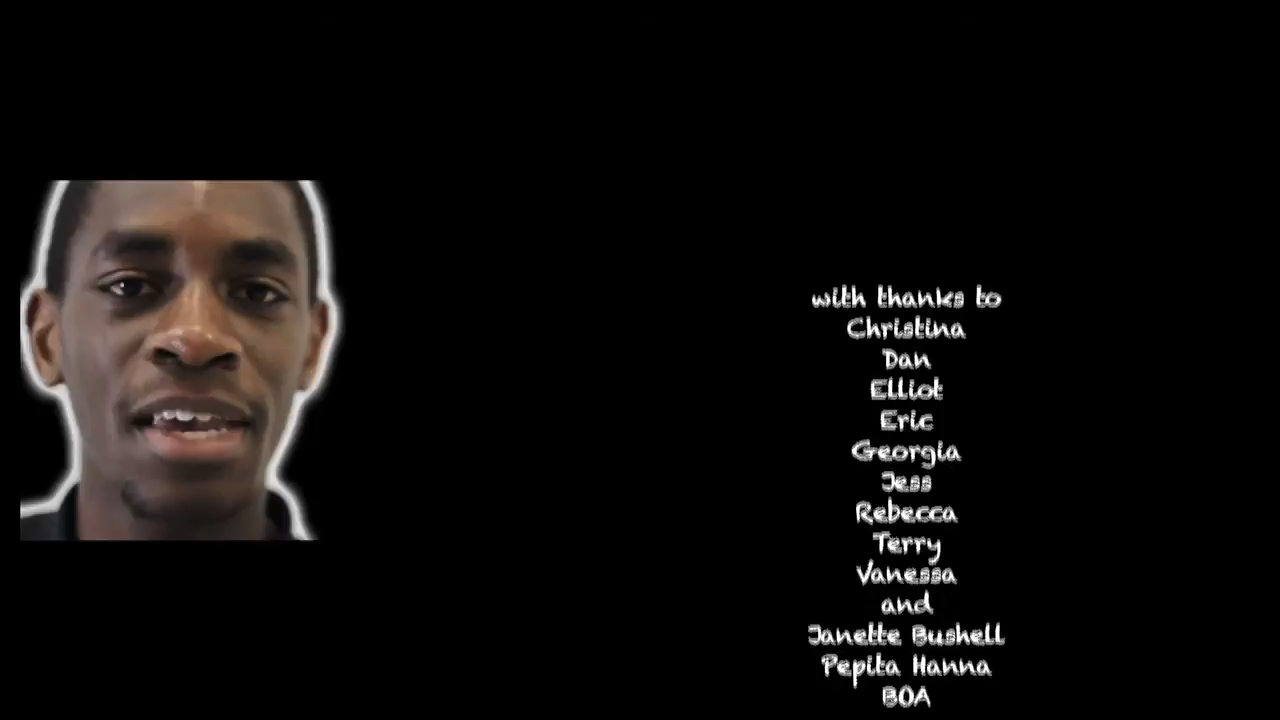 with thanks to
Christina
Dan
Elliot
Eric
Georgia
Jess
Rebecca
Terry
Vanessa
and
Janette Bushell
Pepita Hanna
BOA